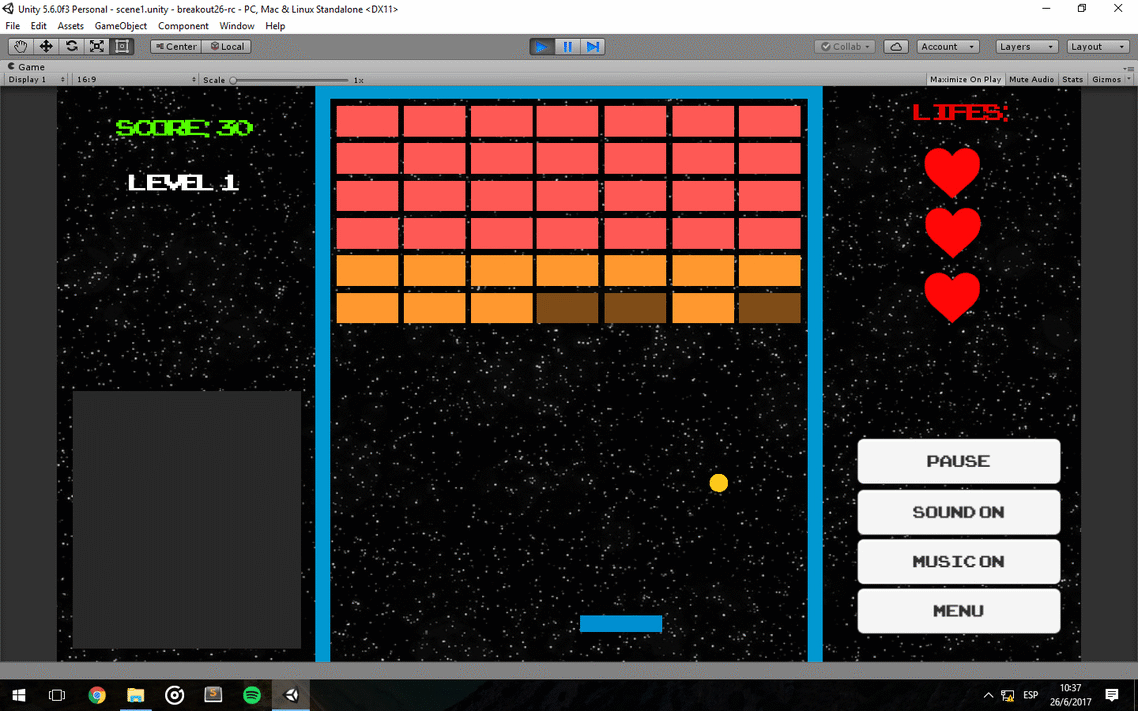 Unity 5.6.0f3 Personal - scene1.unity - breakout26-rc - PC, Mac & Linux Standalone <DX11>
File Edit Assets GameObject Component Window Help
Center Local Collab Account Layers Layout
Game
Display 1 16:9 Scale 1x Maximize On Play Mute Audio Stats Gizmos
SCORE: 30
LEVEL 1
LIFES:
PAUSE
SOUND ON
MUSIC ON
MENU
S
ESP
10:37
26/6/2017